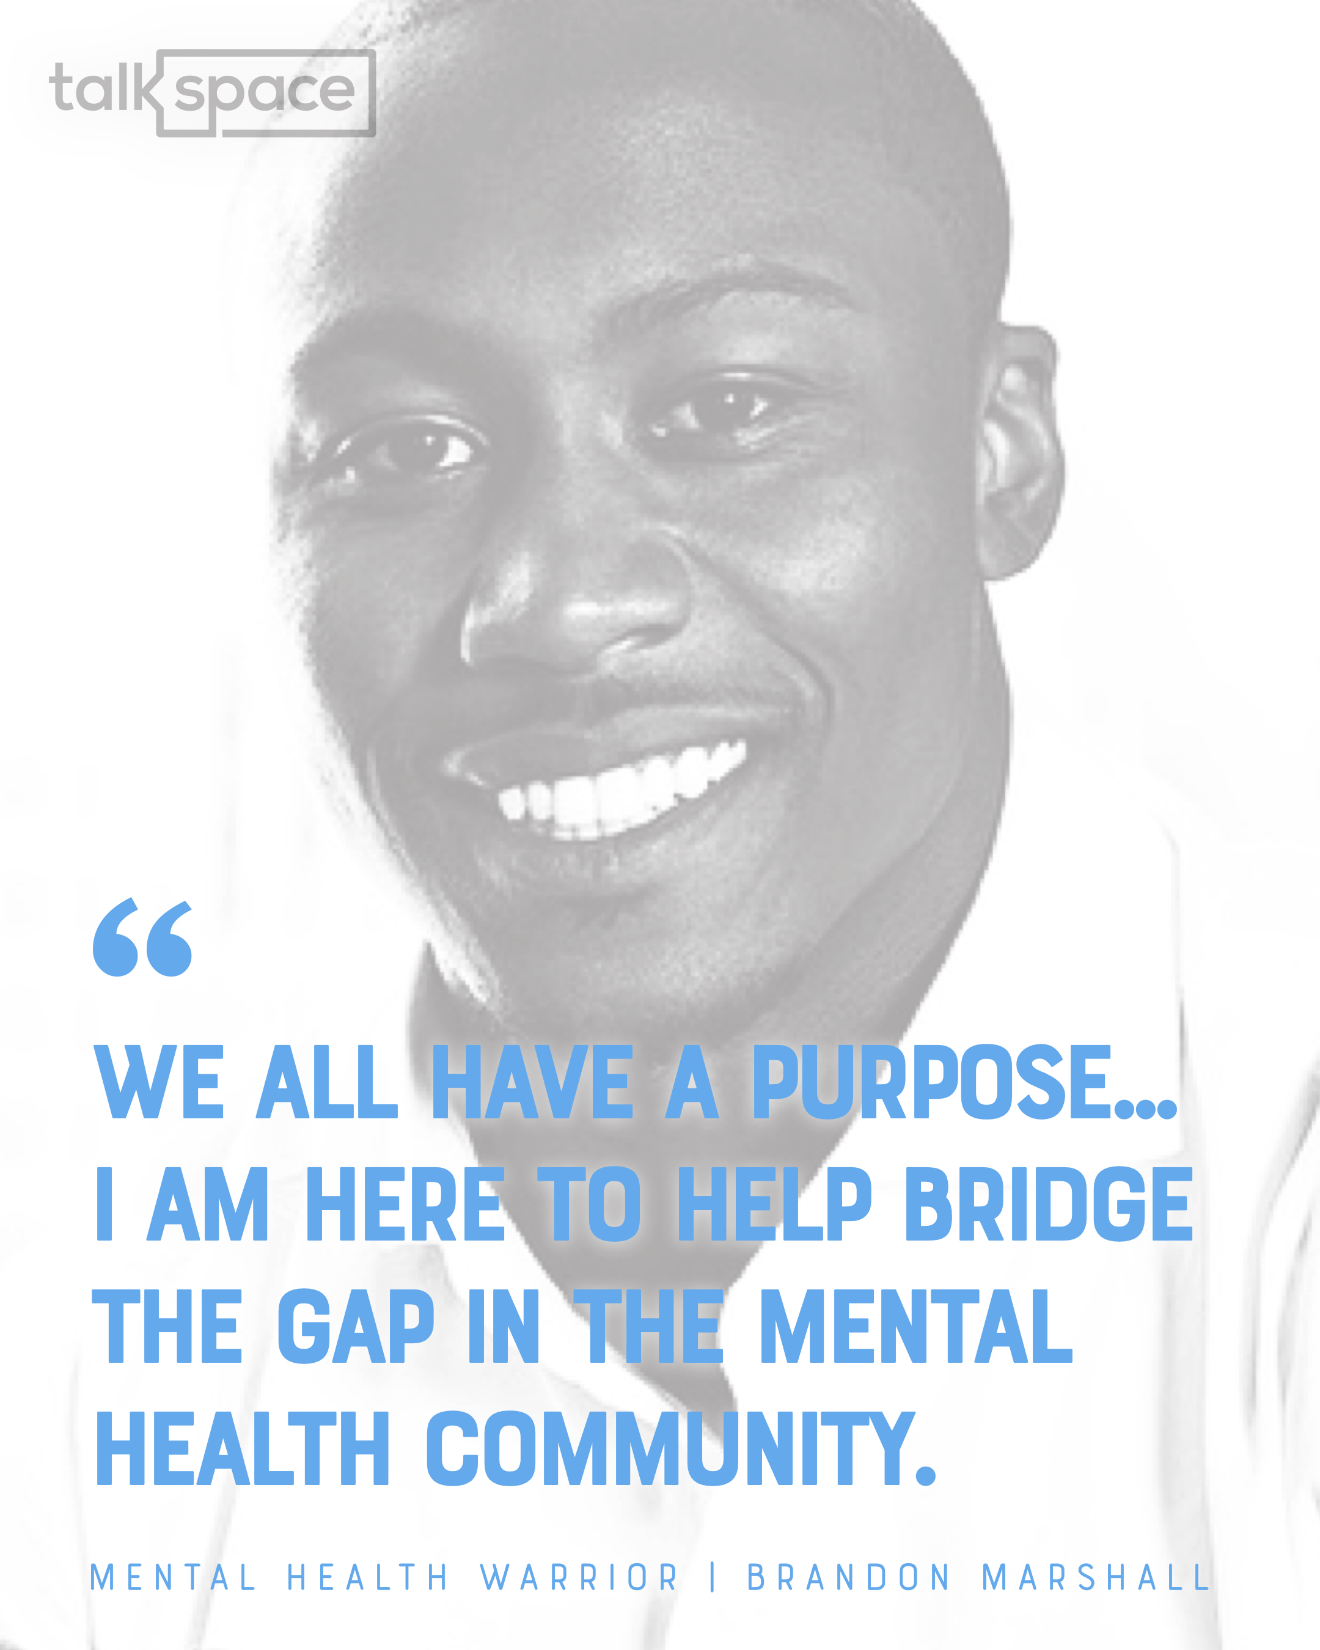 talkspace
“
WE ALL HAVE A PURPOSE...
I AM HERE TO HELP BRIDGE
THE GAP IN THE MENTAL
HEALTH COMMUNITY.
MENTAL HEALTH WARRIOR | BRANDON MARSHALL